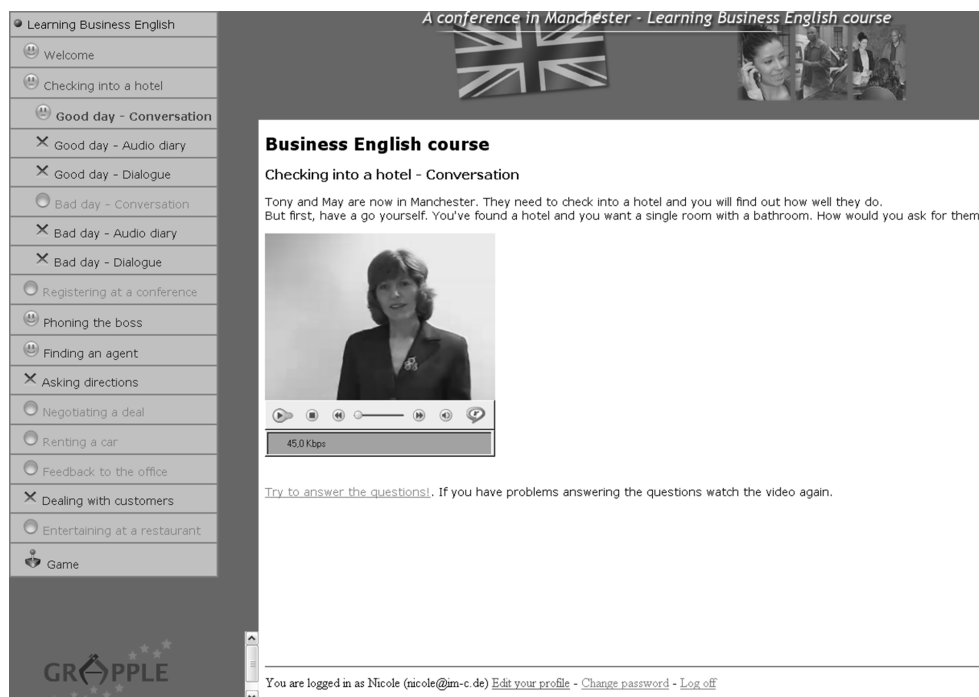 A conference in Manchester - Learning Business English course
Learning Business English
Welcome
Checking into a hotel
Good day - Conversation
Good day - Audio diary
Good day - Dialogue
Bad day - Conversation
Bad day - Audio diary
Bad day - Dialogue
Registering at a conference
Phoning the boss
Finding an agent
Asking directions
Negotiating a deal
Renting a car
Feedback to the office
Dealing with customers
Entertaining at a restaurant
Game
GRAPPLE
Business English course
Checking into a hotel - Conversation
Tony and May are now in Manchester. They need to check into a hotel and you will find out how well they do.
But first, have a go yourself. You've found a hotel and you want a single room with a bathroom. How would you ask for them
45,0 Kbps
Try to answer the questions!. If you have problems answering the questions watch the video again.
You are logged in as Nicole (nicole@im-c.de) Edit your profile - Change password - Log off